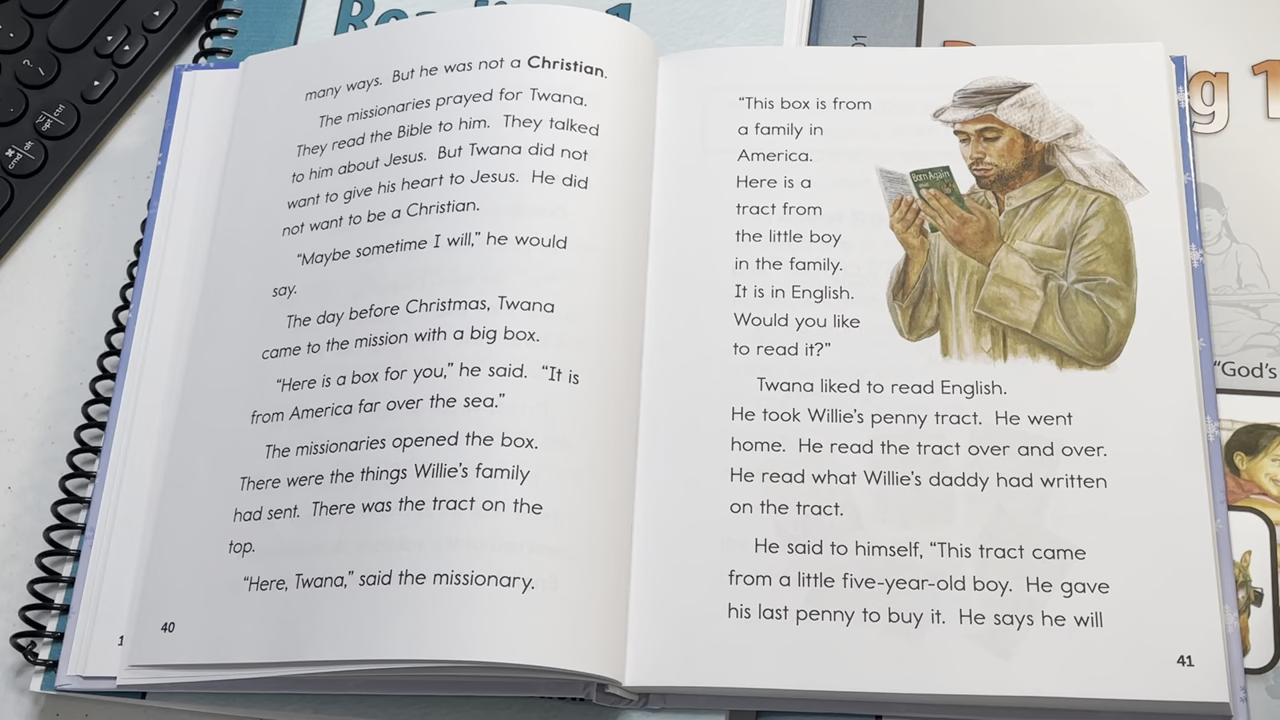 many ways. But he was not a Christian.
The missionaries prayed for Twana.
They read the Bible to him. They talked
to him about Jesus. But Twana did not
want to give his heart to Jesus. He did
not want to be a Christian.
"Maybe sometime I will," he would
say.
The day before Christmas, Twana
came to the mission with a big box.
"Here is a box for you," he said. "It is
from America far over the sea."
The missionaries opened the box.
There were the things Willie's family
had sent. There was the tract on the
top.
"Here, Twana," said the missionary.
40
1
"This box is from
a family in
America.
Here is a
tract from
the little boy
in the family.
It is in English.
Would you like
to read it?"
Born Again
Twana liked to read English.
He took Willie's penny tract. He went
home. He read the tract over and over.
He read what Willie's daddy had written
on the tract.
He said to himself, "This tract came
from a little five-year-old boy. He gave
his last penny to buy it. He says he will
41
Reading 1
g 1
"God's
? /
opt
ctrl
cmd
alt